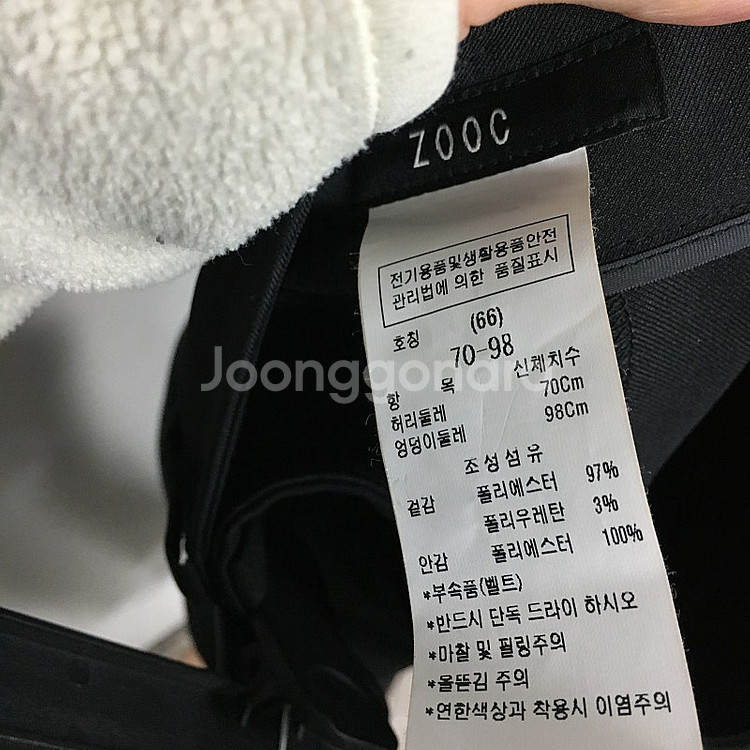 ZOOC
전기용품및생활용품안전
관리법에 의한 품질표시
호칭 (66)
70-98
항 목 신체치수
허리둘레 70Cm
엉덩이둘레 98Cm
조성섬유
겉감 폴리에스터 97%
폴리우레탄 3%
안감 폴리에스터 100%
*부속품(벨트)
*반드시 단독 드라이 하시오
*마찰 및 필링주의
*올뜯김 주의
*연한색상과 착용시 이염주의
Joonggonara